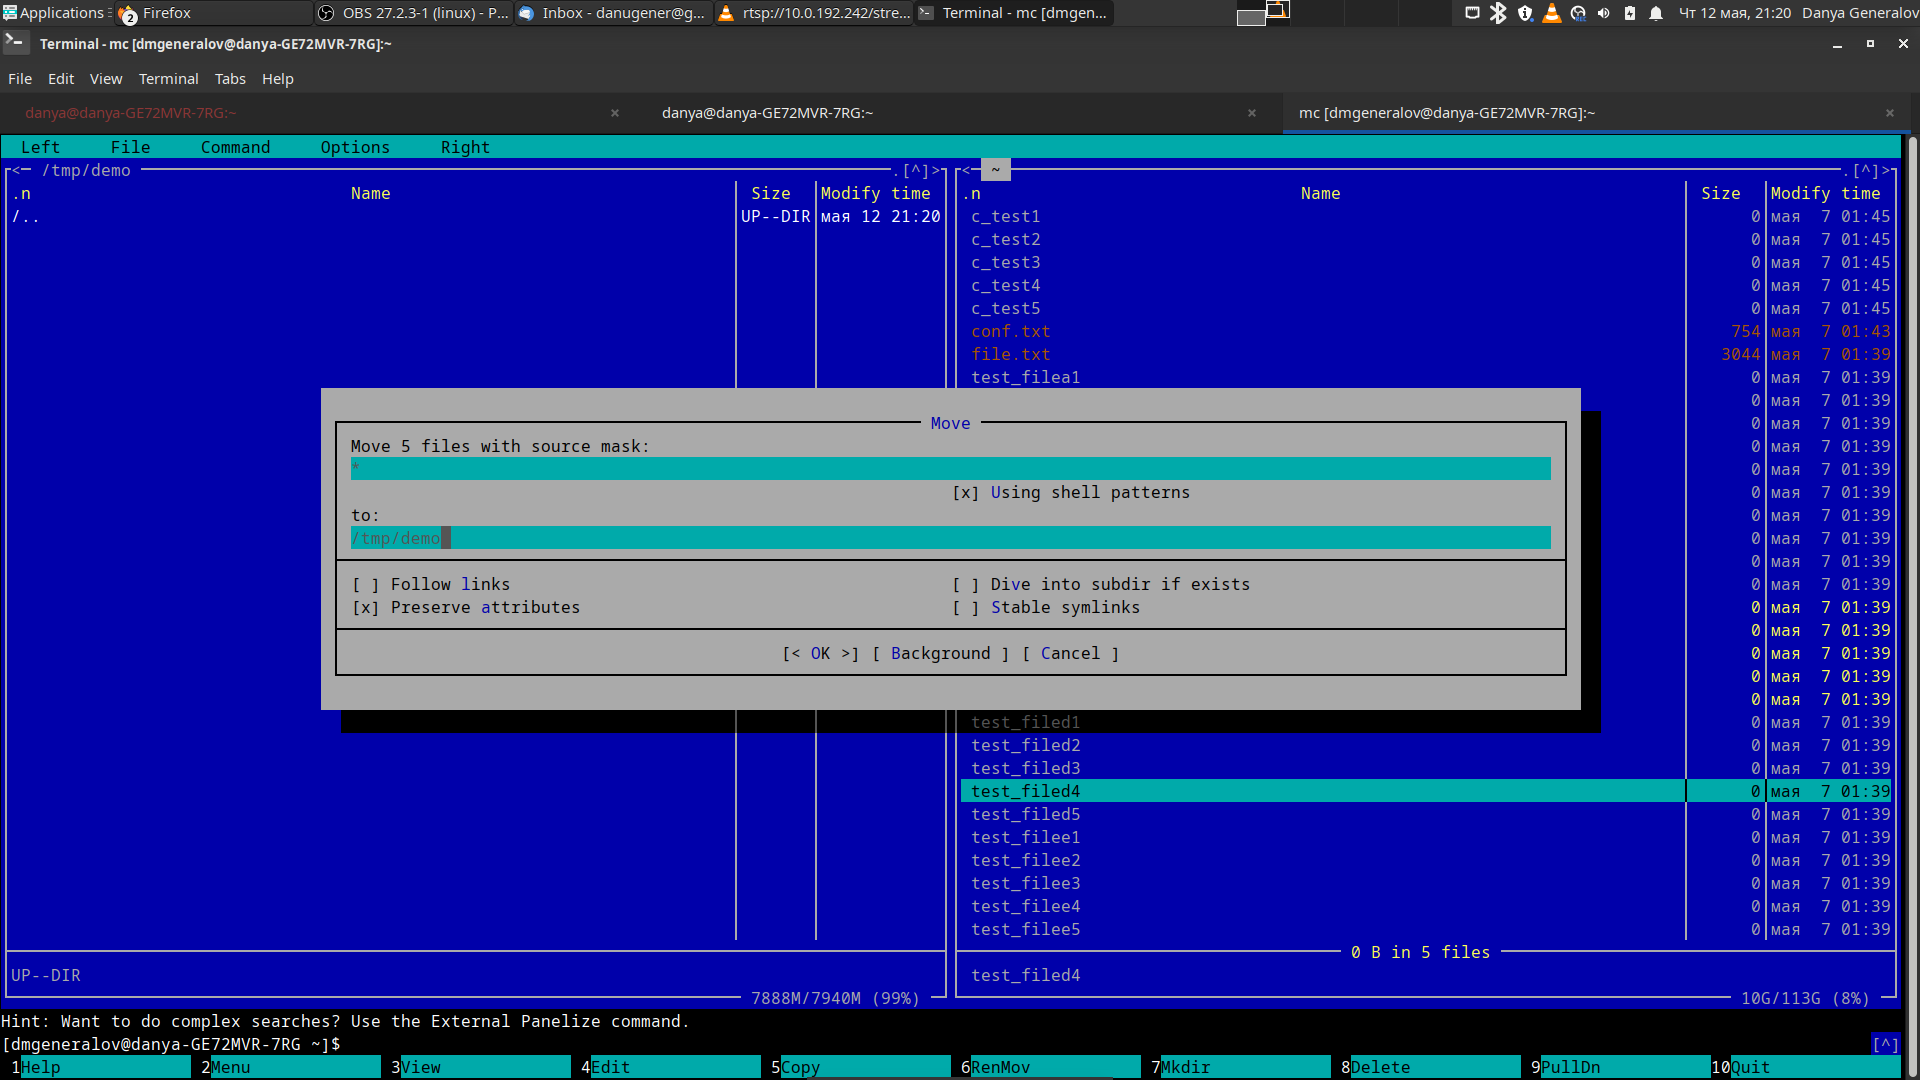 Applications Firefox OBS 27.2.3-1 (linux) - P... Inbox - danugener@g... rtsp://10.0.192.242/stre... Terminal - mc [dmgen... Чт 12 мая, 21:20 Danya Generalov
2
Terminal - mc [dmgeneralov@danya-GE72MVR-7RG]:~
File Edit View Terminal Tabs Help
danya@danya-GE72MVR-7RG:~ × danya@danya-GE72MVR-7RG:~ × mc [dmgeneralov@danya-GE72MVR-7RG]:~ ×
Left File Command Options Right
<─ /tmp/demo .[^]> <─ ~ .[^]>
.n Name Size Modify time .n Name Size Modify time
/.. UP--DIR мая 12 21:20 c_test1 0 мая 7 01:45
c_test2 0 мая 7 01:45
c_test3 0 мая 7 01:45
c_test4 0 мая 7 01:45
c_test5 0 мая 7 01:45
conf.txt 754 мая 7 01:43
file.txt 3044 мая 7 01:39
test_filea1 0 мая 7 01:39
0 мая 7 01:39
Move 0 мая 7 01:39
Move 5 files with source mask: 0 мая 7 01:39
* 0 мая 7 01:39
[x] Using shell patterns 0 мая 7 01:39
to: 0 мая 7 01:39
/tmp/demo 0 мая 7 01:39
0 мая 7 01:39
[ ] Follow links [ ] Dive into subdir if exists 0 мая 7 01:39
[x] Preserve attributes [ ] Stable symlinks 0 мая 7 01:39
0 мая 7 01:39
[< OK >] [ Background ] [ Cancel ] 0 мая 7 01:39
0 мая 7 01:39
0 мая 7 01:39
test_filed1 0 мая 7 01:39
test_filed2 0 мая 7 01:39
test_filed3 0 мая 7 01:39
test_filed4 0 мая 7 01:39
test_filed5 0 мая 7 01:39
test_filee1 0 мая 7 01:39
test_filee2 0 мая 7 01:39
test_filee3 0 мая 7 01:39
test_filee4 0 мая 7 01:39
test_filee5 0 мая 7 01:39
0 B in 5 files
UP--DIR test_filed4
7888M/7940M (99%) 10G/113G (8%)
Hint: Want to do complex searches? Use the External Panelize command.
[dmgeneralov@danya-GE72MVR-7RG ~]$ [^]
1Help 2Menu 3View 4Edit 5Copy 6RenMov 7Mkdir 8Delete 9PullDn 10Quit